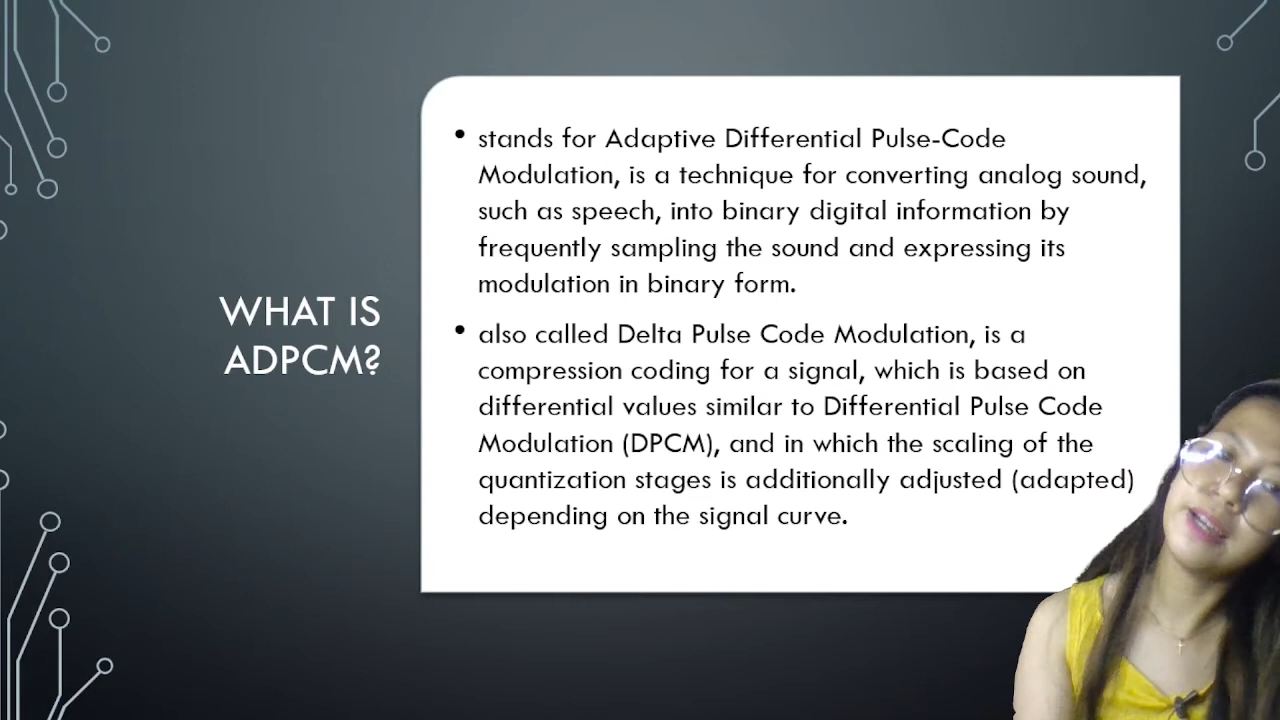 WHAT IS
ADPCM?
• stands for Adaptive Differential Pulse-Code
Modulation, is a technique for converting analog sound,
such as speech, into binary digital information by
frequently sampling the sound and expressing its
modulation in binary form.
• also called Delta Pulse Code Modulation, is a
compression coding for a signal, which is based on
differential values similar to Differential Pulse Code
Modulation (DPCM), and in which the scaling of the
quantization stages is additionally adjusted (adapted)
depending on the signal curve.